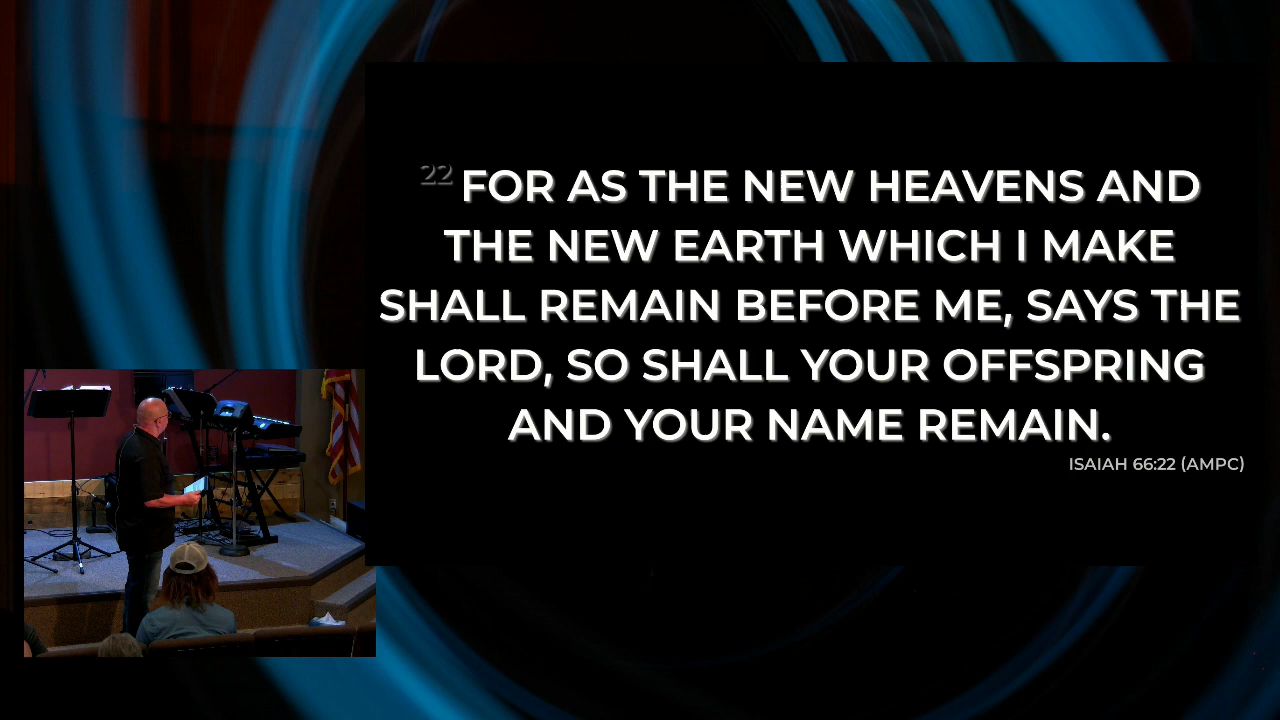 22 FOR AS THE NEW HEAVENS AND
THE NEW EARTH WHICH I MAKE
SHALL REMAIN BEFORE ME, SAYS THE
LORD, SO SHALL YOUR OFFSPRING
AND YOUR NAME REMAIN.
ISAIAH 66:22 (AMPC)